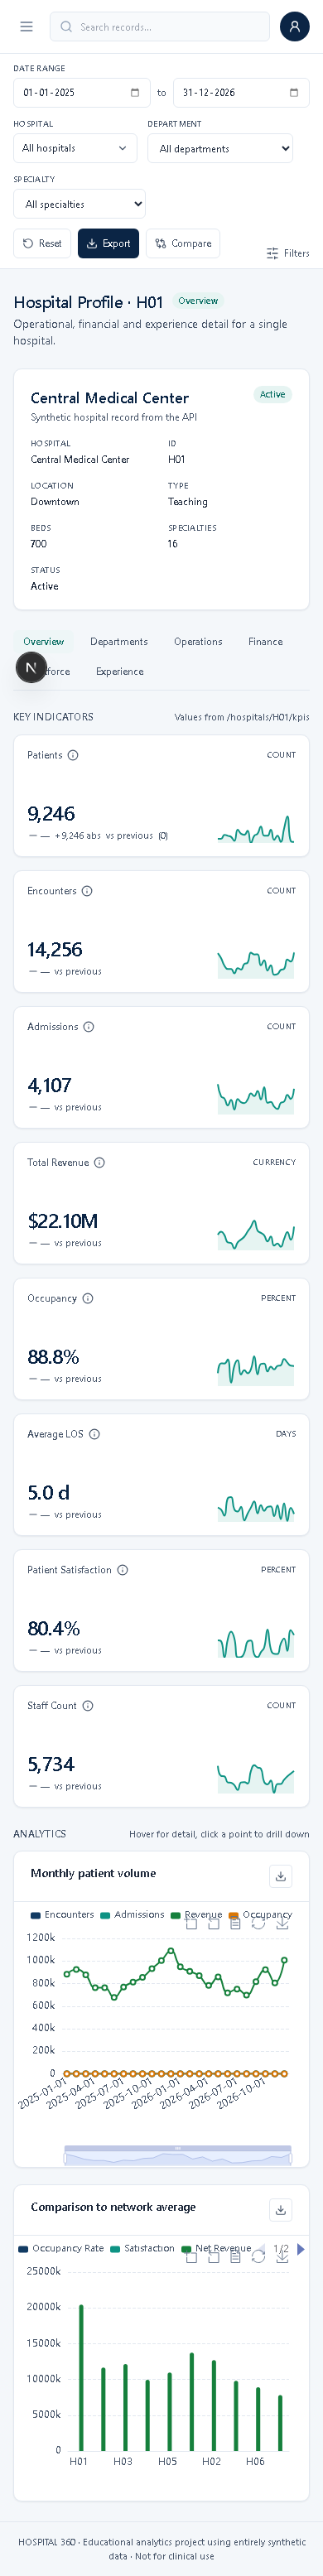 Search records...
DATE RANGE
01-01-2025 to 31-12-2026
HOSPITAL DEPARTMENT
All hospitals All departments
SPECIALTY
All specialties
Reset Export Compare Filters
Hospital Profile · H01 Overview
Operational, financial and experience detail for a single
hospital.
Central Medical Center Active
Synthetic hospital record from the API
HOSPITAL ID
Central Medical Center H01
LOCATION TYPE
Downtown Teaching
BEDS SPECIALTIES
700 16
STATUS
Active
Overview Departments Operations Finance
N force Experience
KEY INDICATORS Values from /hospitals/H01/kpis
Patients COUNT
9,246
— — +9,246 abs vs previous (0)
Encounters COUNT
14,256
— — vs previous
Admissions COUNT
4,107
— — vs previous
Total Revenue CURRENCY
$22.10M
— — vs previous
Occupancy PERCENT
88.8%
— — vs previous
Average LOS DAYS
5.0 d
— — vs previous
Patient Satisfaction PERCENT
80.4%
— — vs previous
Staff Count COUNT
5,734
— — vs previous
ANALYTICS Hover for detail, click a point to drill down
Monthly patient volume
Encounters Admissions Revenue Occupancy
1200k
1000k
800k
600k
400k
200k
0
2025-01-01 2025-04-01 2025-07-01 2025-10-01 2026-01-01 2026-04-01 2026-07-01 2026-10-01
Comparison to network average
Occupancy Rate Satisfaction Net Revenue 1/2
25000k
20000k
15000k
10000k
5000k
0
H01 H03 H05 H02 H06
HOSPITAL 360 · Educational analytics project using entirely synthetic
data · Not for clinical use